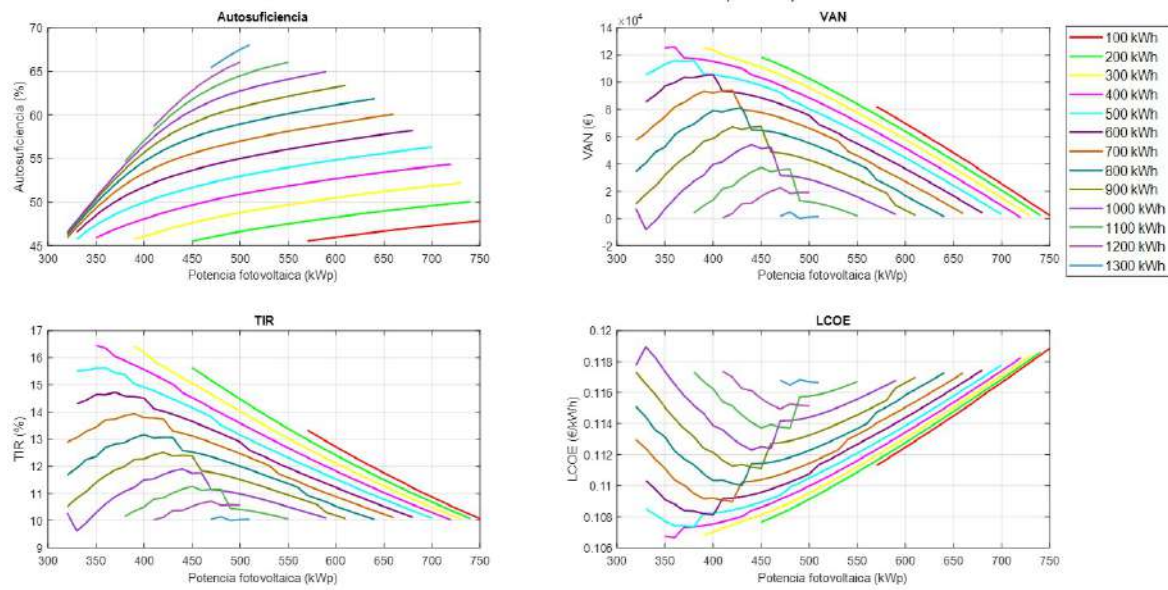 Autosuficiencia
70
65
60
55
50
45
Autosuficiencia (%)
300 350 400 450 500 550 600 650 700 750
Potencia fotovoltaica (kWp)
×10⁴
VAN
14
12
10
8
6
4
2
0
-2
VAN (€)
300 350 400 450 500 550 600 650 700 750
Potencia fotovoltaica (kWp)
100 kWh
200 kWh
300 kWh
400 kWh
500 kWh
600 kWh
700 kWh
800 kWh
900 kWh
1000 kWh
1100 kWh
1200 kWh
1300 kWh
TIR
17
16
15
14
13
12
11
10
9
TIR (%)
300 350 400 450 500 550 600 650 700 750
Potencia fotovoltaica (kWp)
LCOE
0.12
0.118
0.116
0.114
0.112
0.11
0.108
0.106
LCOE (€/kWh)
300 350 400 450 500 550 600 650 700 750
Potencia fotovoltaica (kWp)